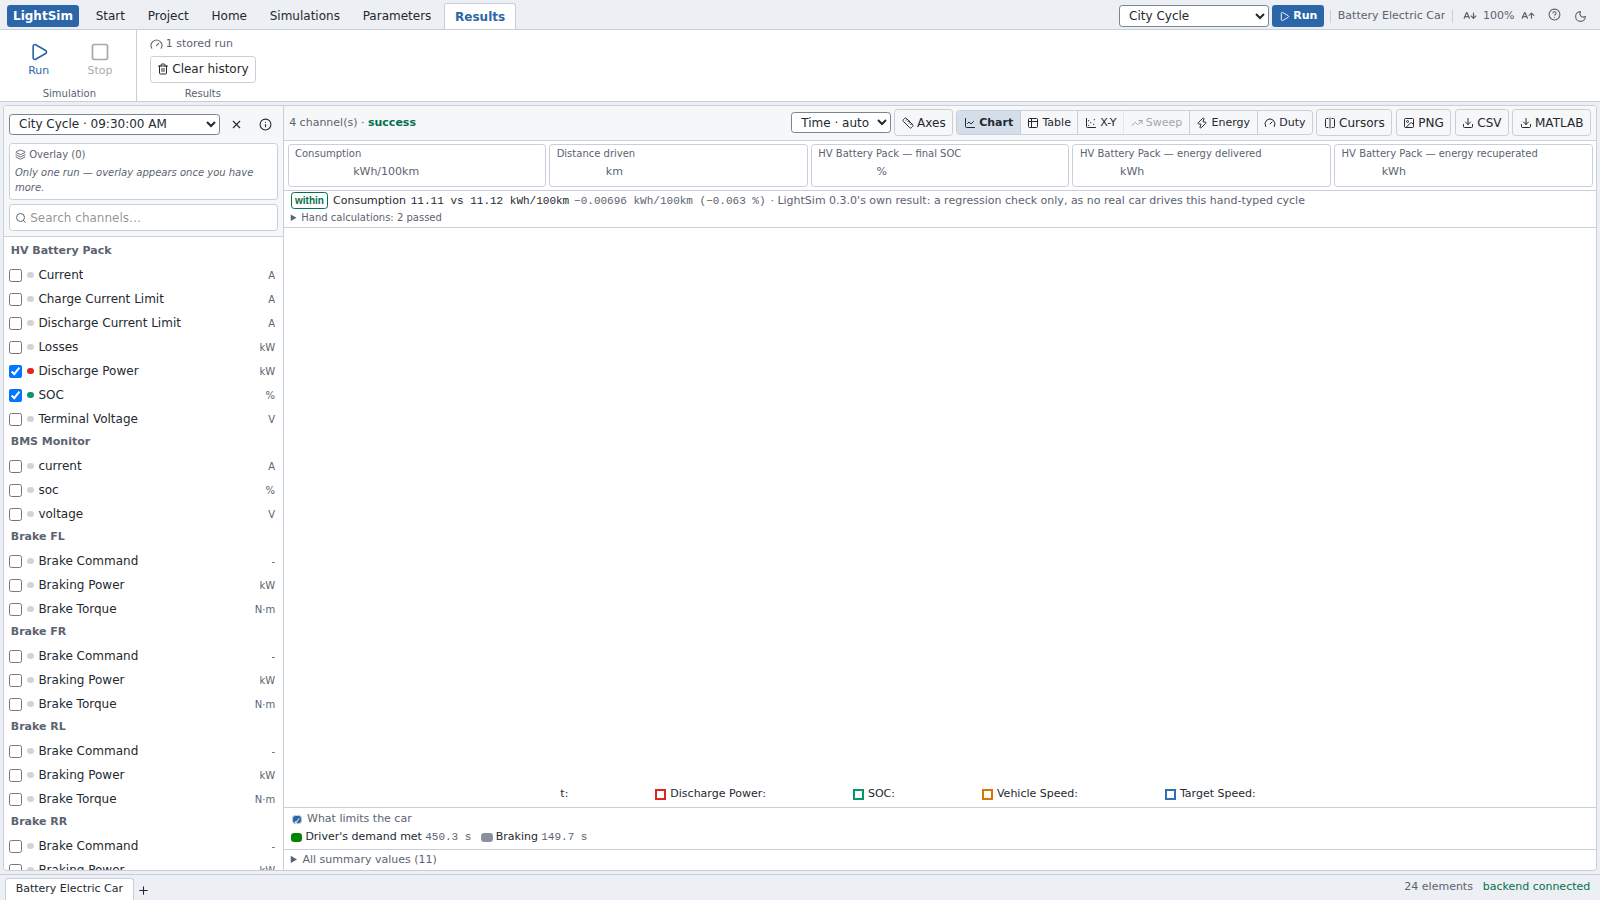 LightSim Start Project Home Simulations Parameters Results City Cycle Run Battery Electric Car A 100% A
Run Stop
Simulation
1 stored run
Clear history
Results
City Cycle · 09:30:00 AM
Overlay (0)
Only one run — overlay appears once you have
more.
Search channels…
HV Battery Pack
Current A
Charge Current Limit A
Discharge Current Limit A
Losses kW
Discharge Power kW
SOC %
Terminal Voltage V
BMS Monitor
current A
soc %
voltage V
Brake FL
Brake Command -
Braking Power kW
Brake Torque N·m
Brake FR
Brake Command -
Braking Power kW
Brake Torque N·m
Brake RL
Brake Command -
Braking Power kW
Brake Torque N·m
Brake RR
Brake Command -
Braking Power kW
4 channel(s) · success Time · auto Axes Chart Table X-Y Sweep Energy Duty Cursors PNG CSV MATLAB
Consumption
kWh/100km
Distance driven
km
HV Battery Pack — final SOC
%
HV Battery Pack — energy delivered
kWh
HV Battery Pack — energy recuperated
kWh
within Consumption 11.11 vs 11.12 kWh/100km −0.00696 kWh/100km (−0.063 %) · LightSim 0.3.0's own result: a regression check only, as no real car drives this hand-typed cycle
Hand calculations: 2 passed
t: Discharge Power: SOC: Vehicle Speed: Target Speed:
What limits the car
Driver's demand met 450.3 s Braking 149.7 s
All summary values (11)
Battery Electric Car + 24 elements backend connected